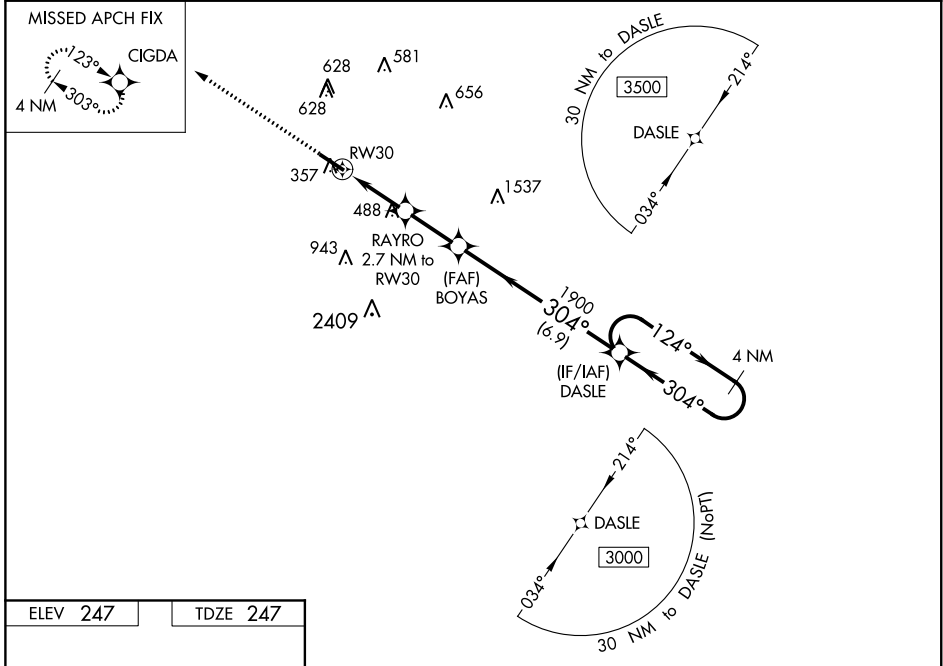 MISSED APCH FIX
CIGDA
123°
303°
4 NM
628
628
581
656
30 NM to DASLE
3500
214°
DASLE
034°
RW30
357
1537
488
RAYRO
2.7 NM to
RW30
943
(FAF)
BOYAS
2409
1900
304°
(6.9)
(IF/IAF)
DASLE
124°
4 NM
304°
214°
DASLE
3000
034°
30 NM to DASLE (NoPT)
ELEV 247
TDZE 247